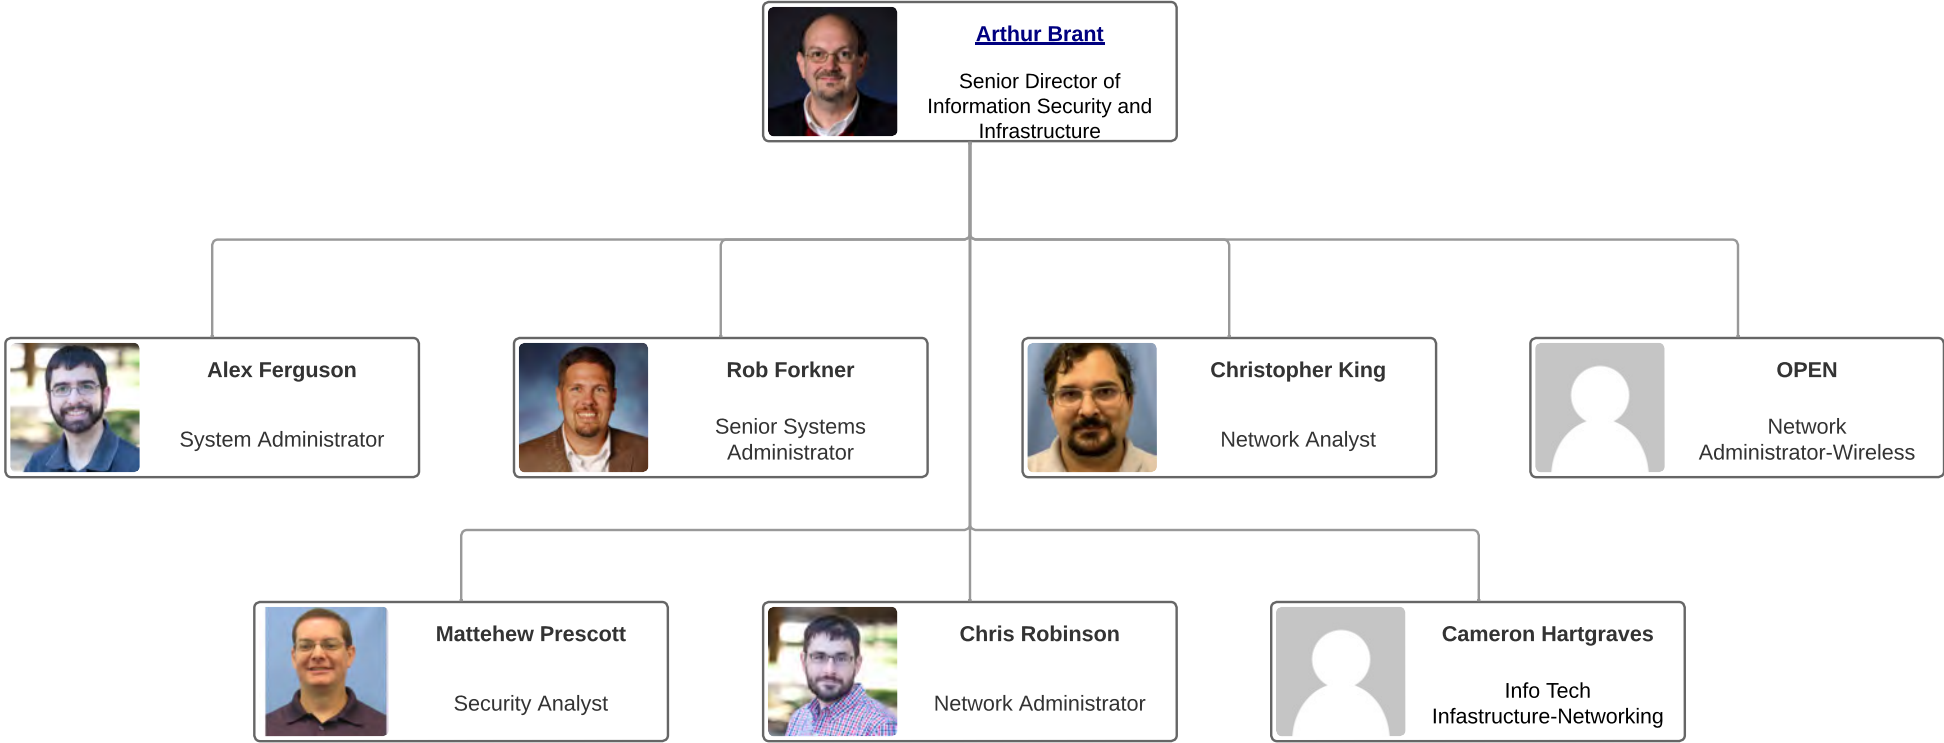 Arthur Brant
Senior Director of
Information Security and
Infrastructure
Alex Ferguson
System Administrator
Rob Forkner
Senior Systems
Administrator
Christopher King
Network Analyst
OPEN
Network
Administrator-Wireless
Mattehew Prescott
Security Analyst
Chris Robinson
Network Administrator
Cameron Hartgraves
Info Tech
Infastructure-Networking